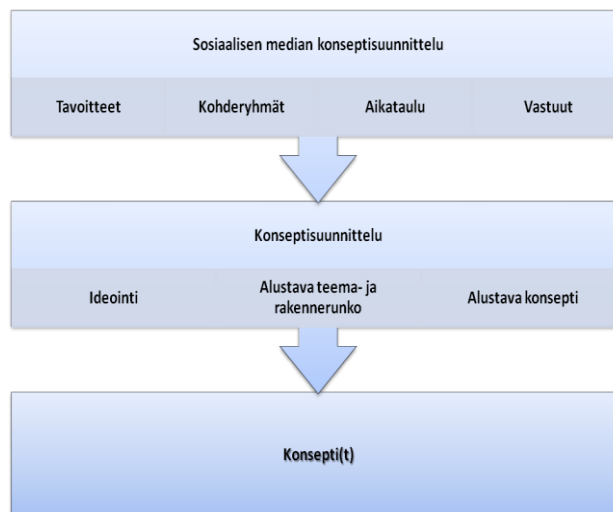 Sosiaalisen median konseptisuunnittelu
Tavoitteet
Kohderyhmät
Aikataulu
Vastuut
Konseptisuunnittelu
Ideointi
Alustava teema- ja
rakennerunko
Alustava konsepti
Konsepti(t)